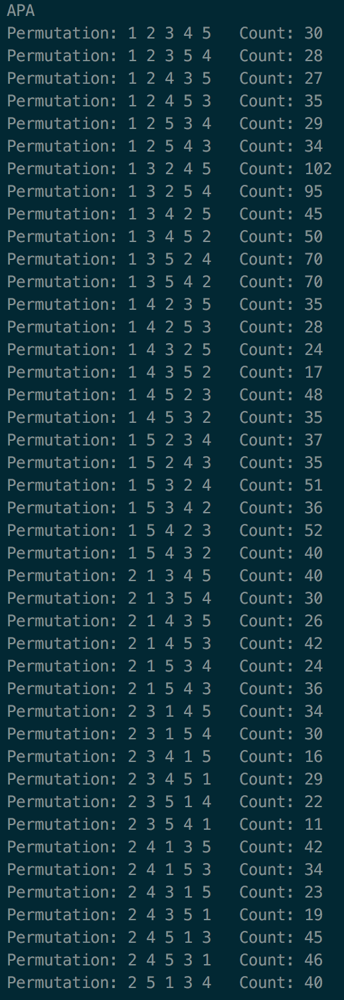 APA
Permutation: 1 2 3 4 5   Count: 30
Permutation: 1 2 3 5 4   Count: 28
Permutation: 1 2 4 3 5   Count: 27
Permutation: 1 2 4 5 3   Count: 35
Permutation: 1 2 5 3 4   Count: 29
Permutation: 1 2 5 4 3   Count: 34
Permutation: 1 3 2 4 5   Count: 102
Permutation: 1 3 2 5 4   Count: 95
Permutation: 1 3 4 2 5   Count: 45
Permutation: 1 3 4 5 2   Count: 50
Permutation: 1 3 5 2 4   Count: 70
Permutation: 1 3 5 4 2   Count: 70
Permutation: 1 4 2 3 5   Count: 35
Permutation: 1 4 2 5 3   Count: 28
Permutation: 1 4 3 2 5   Count: 24
Permutation: 1 4 3 5 2   Count: 17
Permutation: 1 4 5 2 3   Count: 48
Permutation: 1 4 5 3 2   Count: 35
Permutation: 1 5 2 3 4   Count: 37
Permutation: 1 5 2 4 3   Count: 35
Permutation: 1 5 3 2 4   Count: 51
Permutation: 1 5 3 4 2   Count: 36
Permutation: 1 5 4 2 3   Count: 52
Permutation: 1 5 4 3 2   Count: 40
Permutation: 2 1 3 4 5   Count: 40
Permutation: 2 1 3 5 4   Count: 30
Permutation: 2 1 4 3 5   Count: 26
Permutation: 2 1 4 5 3   Count: 42
Permutation: 2 1 5 3 4   Count: 24
Permutation: 2 1 5 4 3   Count: 36
Permutation: 2 3 1 4 5   Count: 34
Permutation: 2 3 1 5 4   Count: 30
Permutation: 2 3 4 1 5   Count: 16
Permutation: 2 3 4 5 1   Count: 29
Permutation: 2 3 5 1 4   Count: 22
Permutation: 2 3 5 4 1   Count: 11
Permutation: 2 4 1 3 5   Count: 42
Permutation: 2 4 1 5 3   Count: 34
Permutation: 2 4 3 1 5   Count: 23
Permutation: 2 4 3 5 1   Count: 19
Permutation: 2 4 5 1 3   Count: 45
Permutation: 2 4 5 3 1   Count: 46
Permutation: 2 5 1 3 4   Count: 40